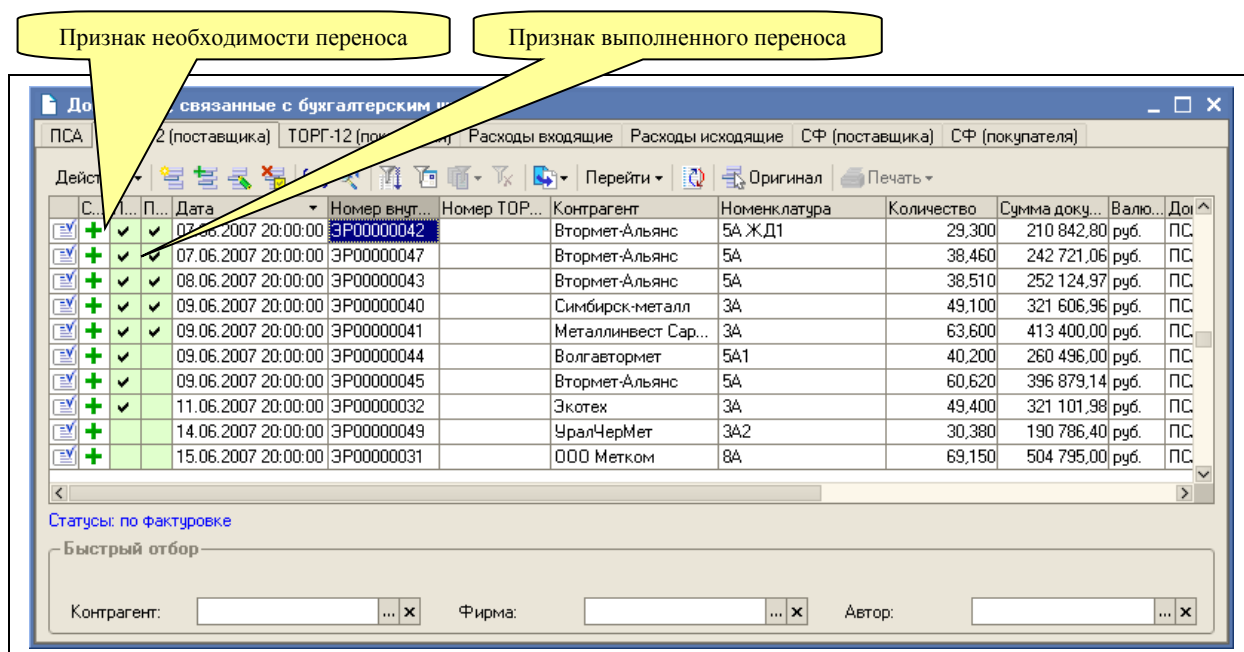 Признак необходимости переноса
Признак выполненного переноса
связанные с бухгалтерским
ПСА 2 (поставщика) ТОРГ-12 Расходы входящие Расходы исходящие СФ (поставщика) СФ (покупателя)
Перейти Оригинал Печать
С... П... П... Дата Номер внут... Номер ТОР... Контрагент Номенклатура Количество Сумма доку... Валю...
07.06.2007 20:00:00 ЭР00000042 Втормет-Альянс 5А ЖД1 29,300 210 842,80 руб. ПС
07.06.2007 20:00:00 ЭР00000047 Втормет-Альянс 5А 38,460 242 721,06 руб. ПС
08.06.2007 20:00:00 ЭР00000043 Втормет-Альянс 5А 38,510 252 124,97 руб. ПС
09.06.2007 20:00:00 ЭР00000040 Симбирск-металл 3А 49,100 321 606,96 руб. ПС
09.06.2007 20:00:00 ЭР00000041 Металлинвест Сар... 3А 63,600 413 400,00 руб. ПС
09.06.2007 20:00:00 ЭР00000044 Волгавтормет 5А1 40,200 260 496,00 руб. ПС
09.06.2007 20:00:00 ЭР00000045 Втормет-Альянс 5А 60,620 396 879,14 руб. ПС
11.06.2007 20:00:00 ЭР00000032 Экотех 3А 49,400 321 101,98 руб. ПС
14.06.2007 20:00:00 ЭР00000049 УралЧерМет 3А2 30,380 190 786,40 руб. ПС
15.06.2007 20:00:00 ЭР00000031 ООО Метком 8А 69,150 504 795,00 руб. ПС
Статусы: по фактуровке
Быстрый отбор
Контрагент: Фирма: Автор: